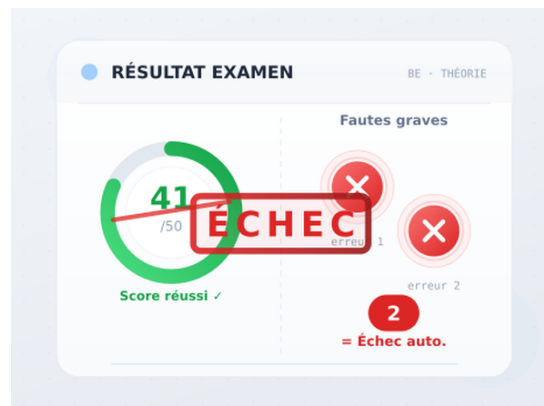 RÉSULTAT EXAMEN
BE · THÉORIE
Fautes graves
41
/50
ÉCHEC
erreur 1
erreur 2
Score réussi ✓
2
= Échec auto.